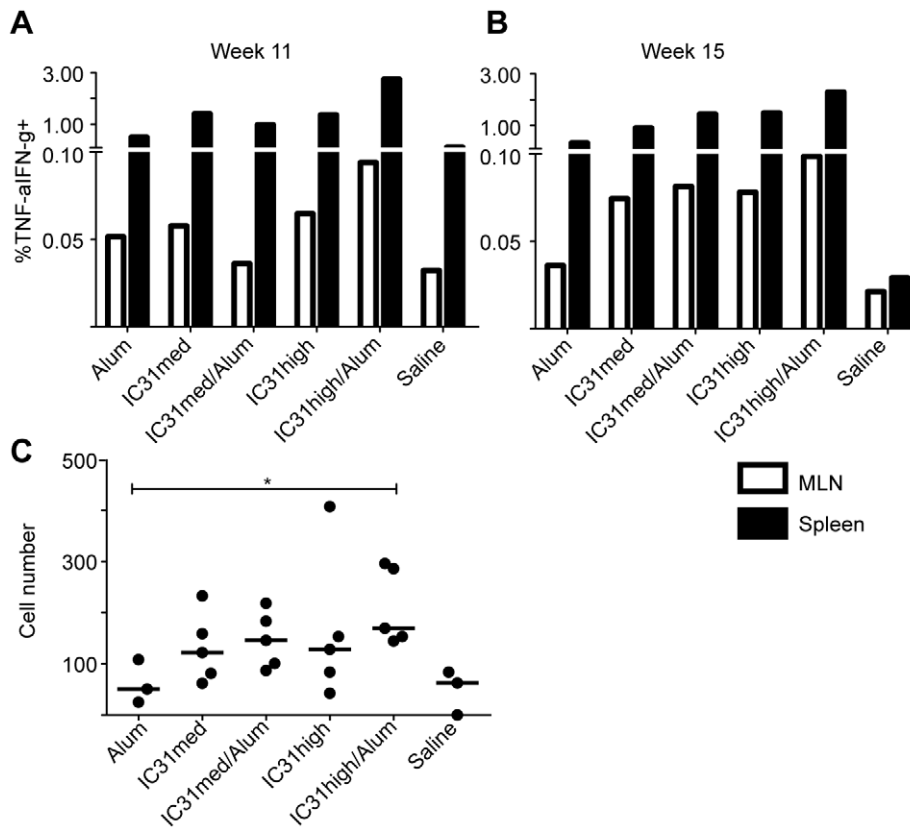 A
Week 11
%TNF-aIFN-g+
3.00
1.00
0.10
0.05
Alum
IC31med
IC31med/Alum
IC31high
IC31high/Alum
Saline
B
Week 15
3.00
1.00
0.10
0.05
Alum
IC31med
IC31med/Alum
IC31high
IC31high/Alum
Saline
C
Cell number
500
300
100
*
Alum
IC31med
IC31med/Alum
IC31high
IC31high/Alum
Saline
MLN
Spleen